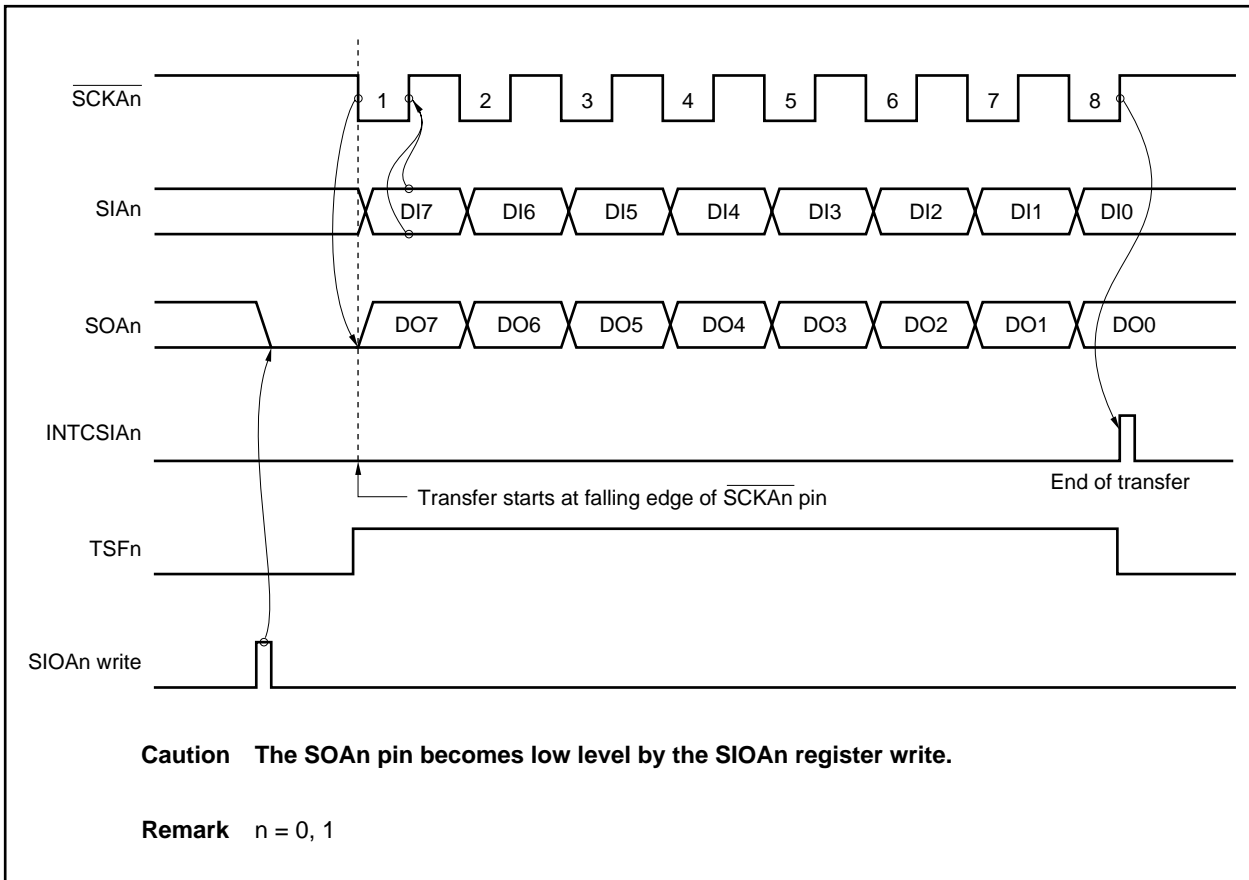 SCKAn
1 2 3 4 5 6 7 8
SIAn
DI7 DI6 DI5 DI4 DI3 DI2 DI1 DI0
SOAn
DO7 DO6 DO5 DO4 DO3 DO2 DO1 DO0
INTCSIAn
End of transfer
Transfer starts at falling edge of SCKAn pin
TSFn
SIOAn write
Caution The SOAn pin becomes low level by the SIOAn register write.
Remark n = 0, 1